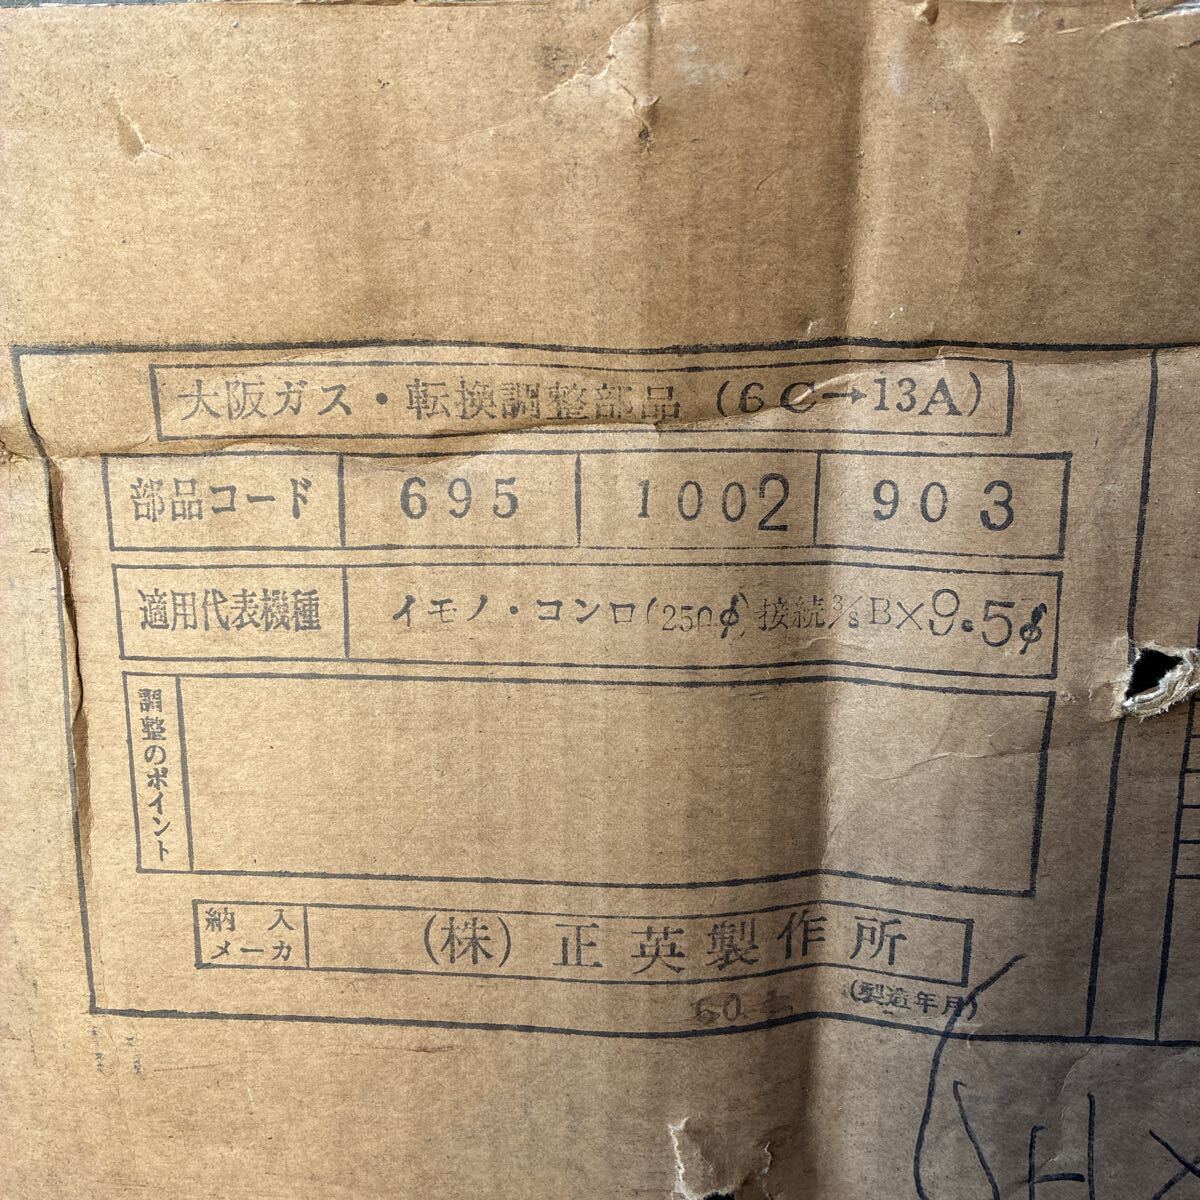 大阪ガス・転換調整部品（6C→13A）
部品コード 695 1002 903
適用代表機種 イモノ・コンロ（250φ）接続3/8B×9.5φ
調整のポイント
納入メーカ （株）正英製作所
60.
（製造年月）